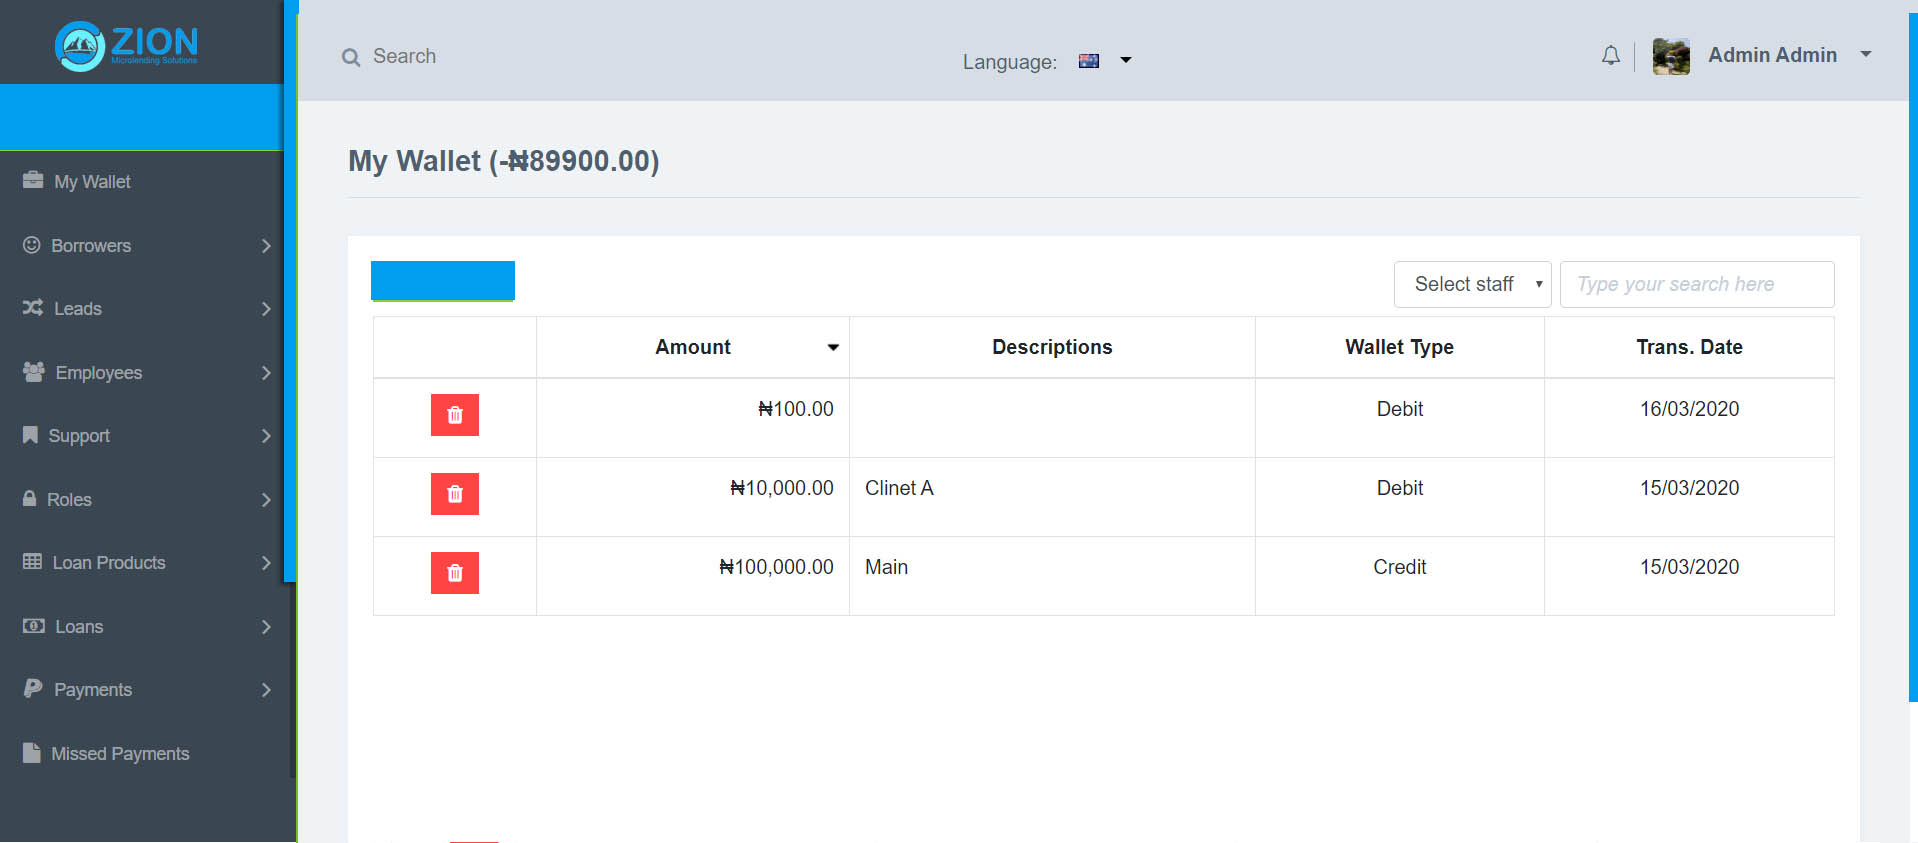 ZION
Microlending Solutions
Search
Language:
Admin Admin
My Wallet
Borrowers
Leads
Employees
Support
Roles
Loan Products
Loans
Payments
Missed Payments
My Wallet (-₦89900.00)
Select staff
Type your search here
Amount Descriptions Wallet Type Trans. Date
₦100.00 Debit 16/03/2020
₦10,000.00 Clinet A Debit 15/03/2020
₦100,000.00 Main Credit 15/03/2020